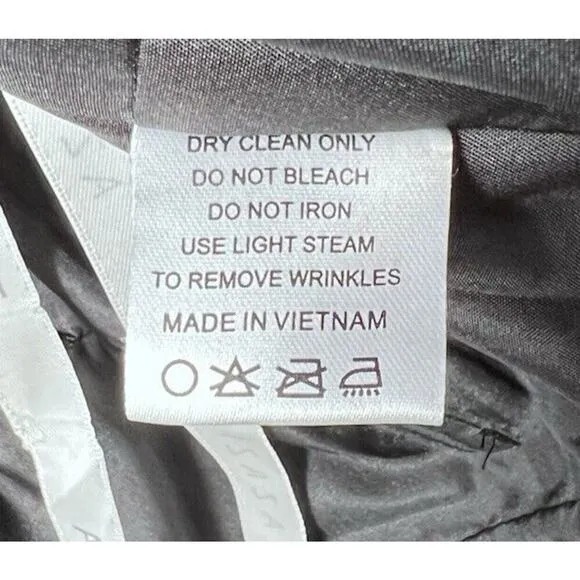 DRY CLEAN ONLY
DO NOT BLEACH
DO NOT IRON
USE LIGHT STEAM
TO REMOVE WRINKLES
MADE IN VIETNAM